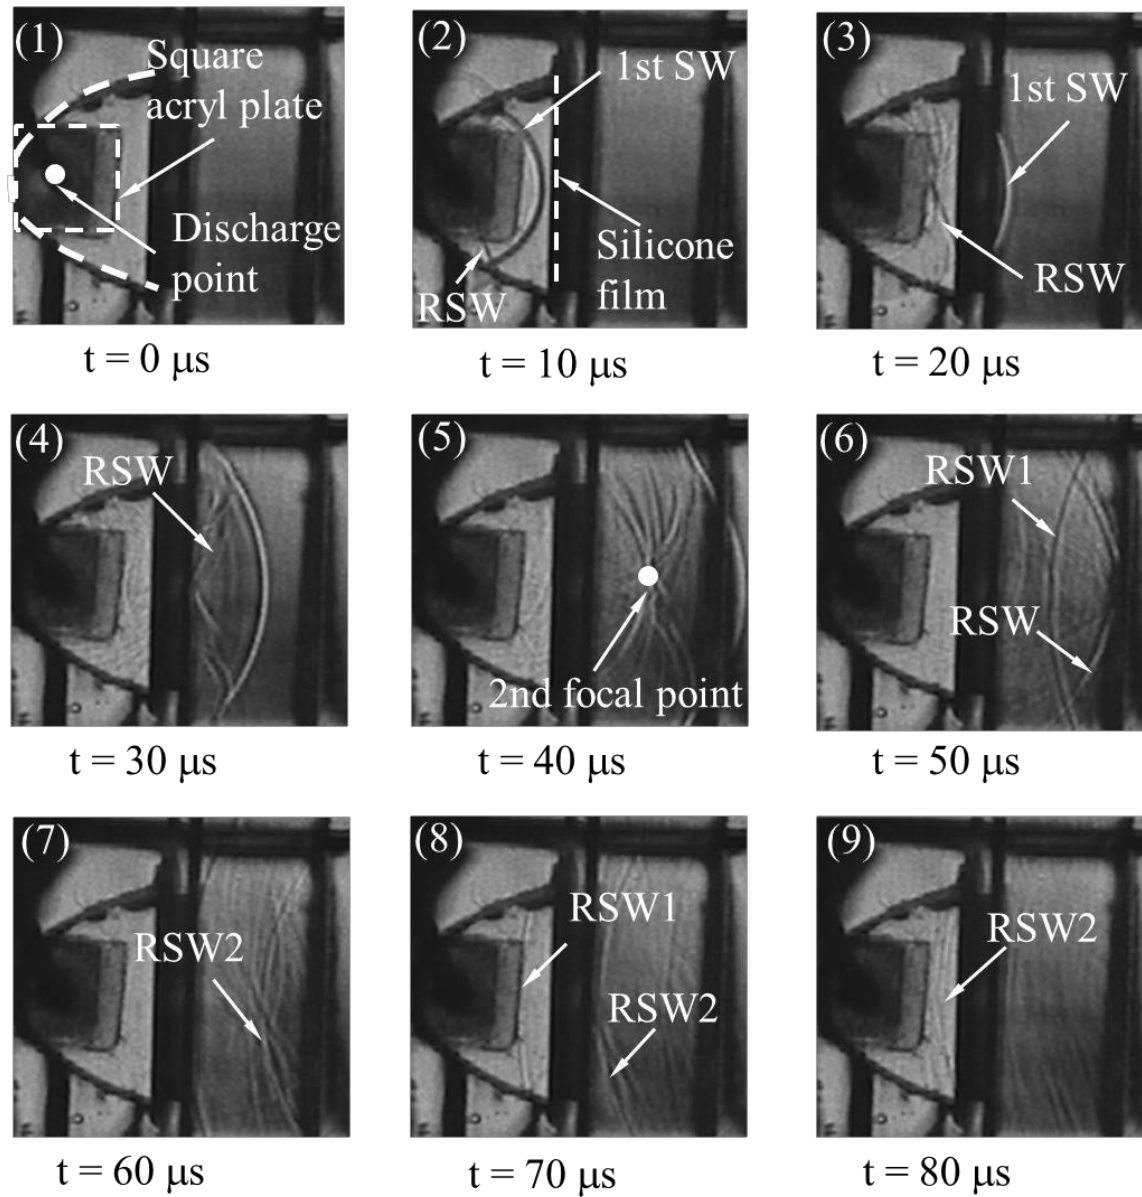 (1)
Square
acryl plate
Discharge
point
t = 0 μs
(2)
1st SW
Silicone
film
RSW
t = 10 μs
(3)
1st SW
RSW
t = 20 μs
(4)
RSW
t = 30 μs
(5)
2nd focal point
t = 40 μs
(6)
RSW1
RSW
t = 50 μs
(7)
RSW2
t = 60 μs
(8)
RSW1
RSW2
t = 70 μs
(9)
RSW2
t = 80 μs